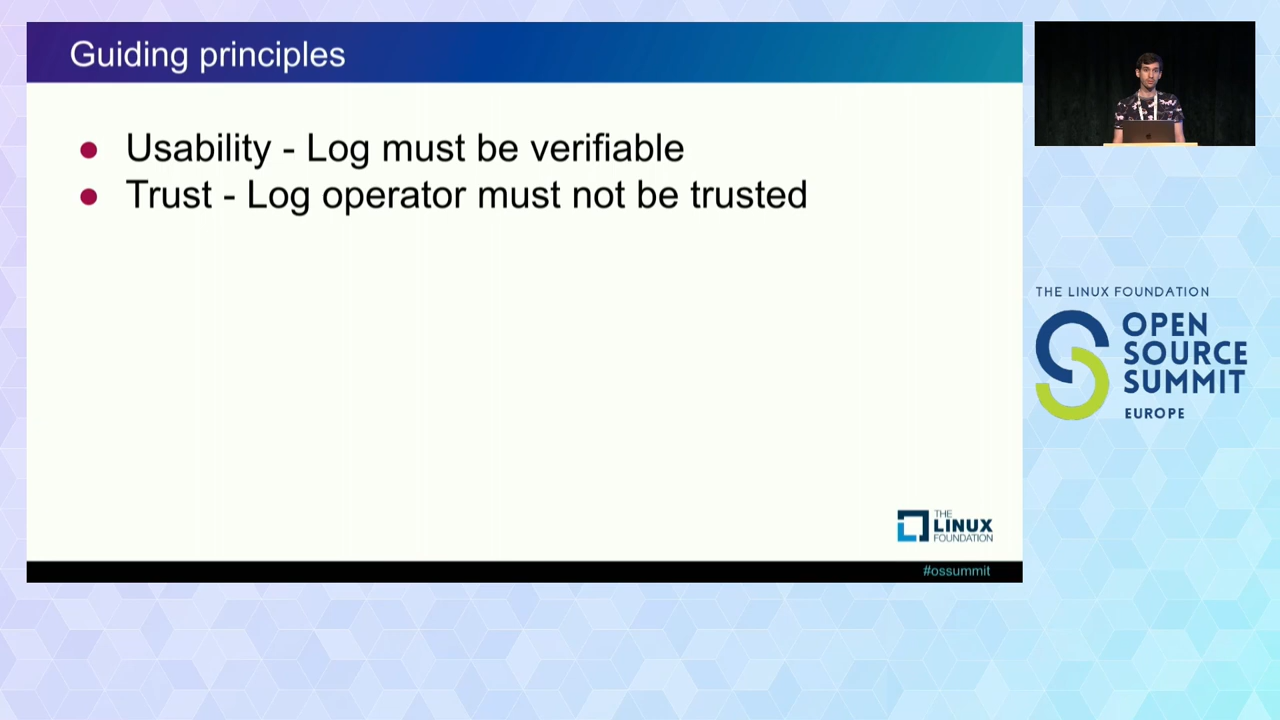 Guiding principles
● Usability - Log must be verifiable
● Trust - Log operator must not be trusted
THE
LINUX
FOUNDATION
#ossummit
THE LINUX FOUNDATION
OPEN
SOURCE
SUMMIT
EUROPE